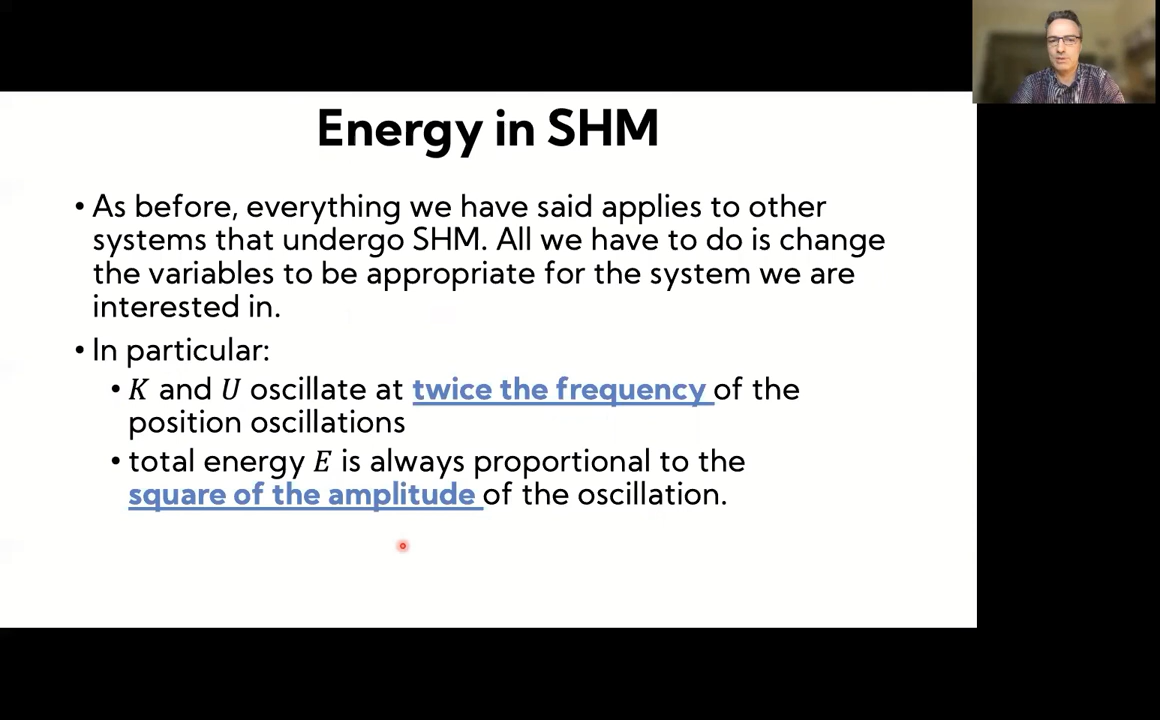 Energy in SHM
• As before, everything we have said applies to other
systems that undergo SHM. All we have to do is change
the variables to be appropriate for the system we are
interested in.
• In particular:
• K and U oscillate at twice the frequency of the
position oscillations
• total energy E is always proportional to the
square of the amplitude of the oscillation.